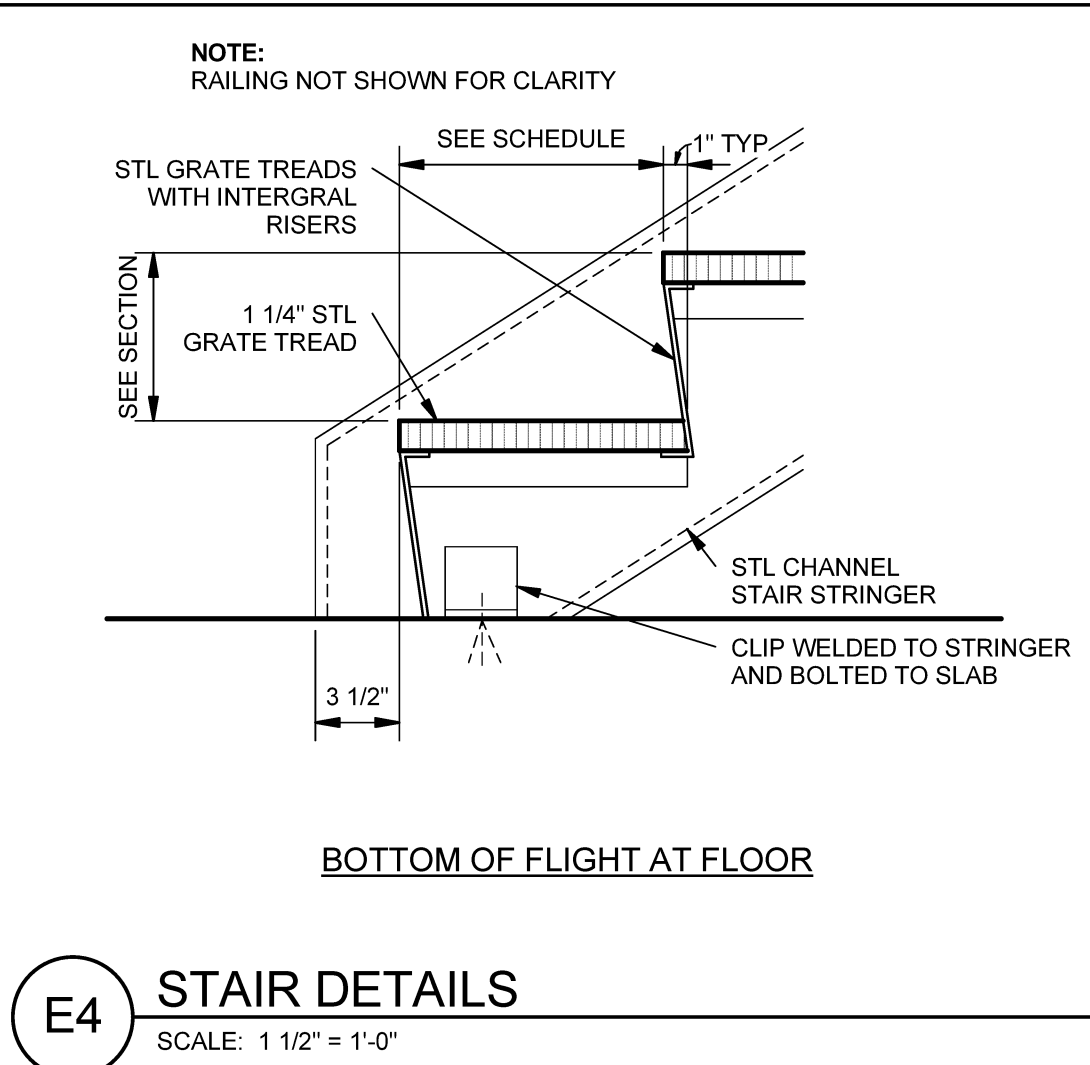 NOTE:
RAILING NOT SHOWN FOR CLARITY
SEE SCHEDULE
1" TYP
STL GRATE TREADS
WITH INTERGRAL
RISERS
SEE SECTION
1 1/4" STL
GRATE TREAD
STL CHANNEL
STAIR STRINGER
CLIP WELDED TO STRINGER
AND BOLTED TO SLAB
3 1/2"
BOTTOM OF FLIGHT AT FLOOR
E4
STAIR DETAILS
SCALE: 1 1/2" = 1'-0"